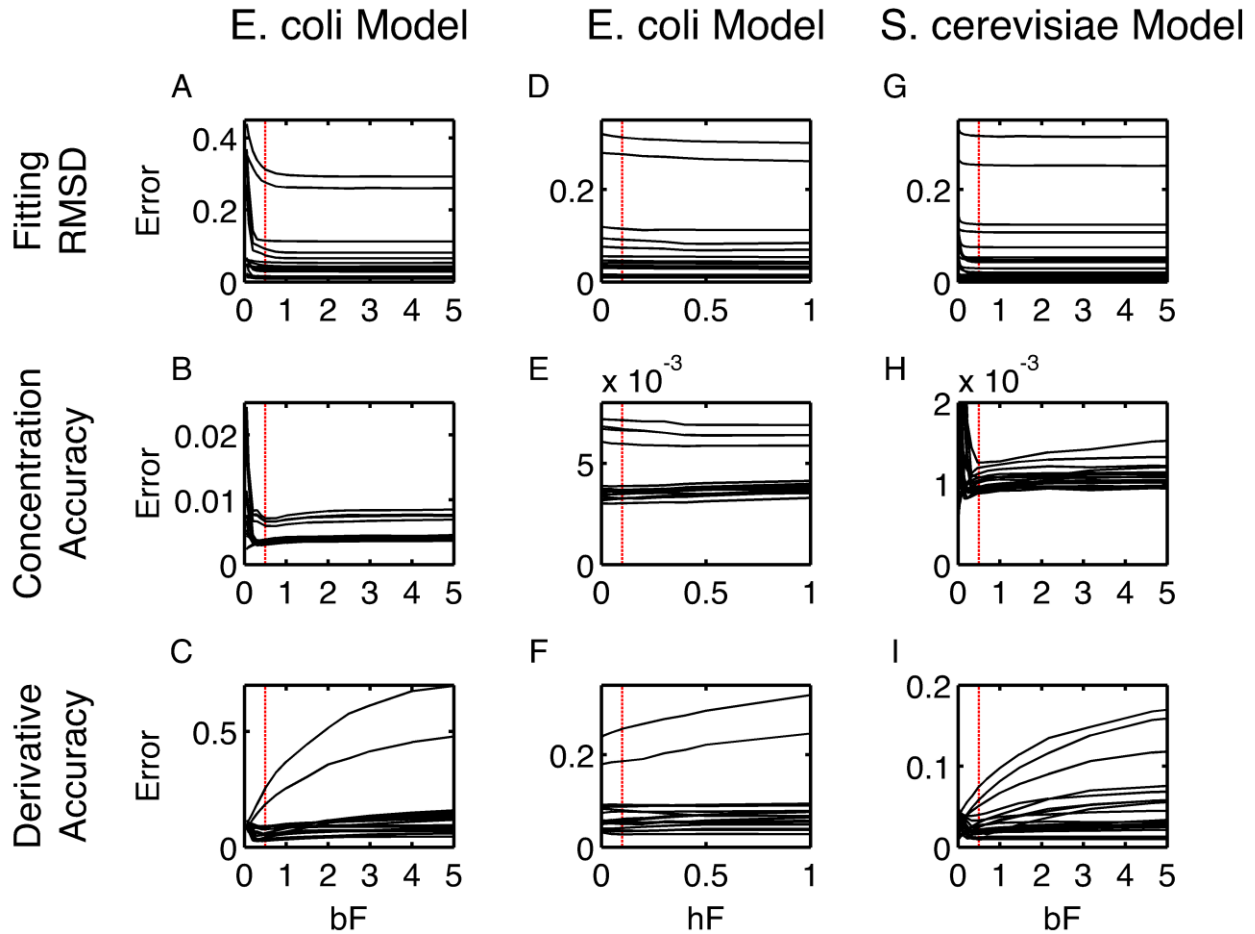 E. coli Model
E. coli Model
S. cerevisiae Model
Fitting
RMSD
A
Error
0.4
0.2
0
0 1 2 3 4 5
D
0.2
0
0 0.5 1
G
0.2
0
0 1 2 3 4 5
Concentration
Accuracy
B
Error
0.02
0.01
0
0 1 2 3 4 5
E
x 10⁻³
5
0
0 0.5 1
H
x 10⁻³
2
1
0
0 1 2 3 4 5
Derivative
Accuracy
C
Error
0.5
0
0 1 2 3 4 5
bF
F
0.2
0
0 0.5 1
hF
I
0.2
0.1
0
0 1 2 3 4 5
bF